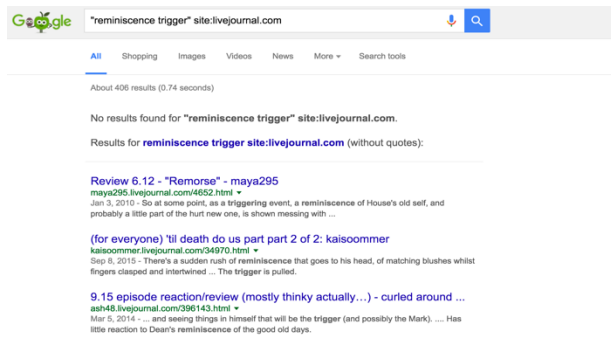 Google
"reminiscence trigger" site:livejournal.com
All Shopping Images Videos News More Search tools
About 406 results (0.74 seconds)
No results found for "reminiscence trigger" site:livejournal.com.
Results for reminiscence trigger site:livejournal.com (without quotes):
Review 6.12 - "Remorse" - maya295
maya295.livejournal.com/4652.html
Jan 3, 2010 - So at some point, as a triggering event, a reminiscence of House's old self, and
probably a little part of the hurt new one, is shown messing with ...
(for everyone) 'til death do us part part 2 of 2: kaisoommer
kaisoommer.livejournal.com/34970.html
Sep 8, 2015 - There's a sudden rush of reminiscence that goes to his head, of matching blushes whilst
fingers clasped and intertwined ... The trigger is pulled.
9.15 episode reaction/review (mostly thinky actually…) - curled around ...
ash48.livejournal.com/396143.html
Mar 5, 2014 - ... and seeing things in himself that will be the trigger (and possibly the Mark). .... Has
little reaction to Dean's reminiscence of the good old days.